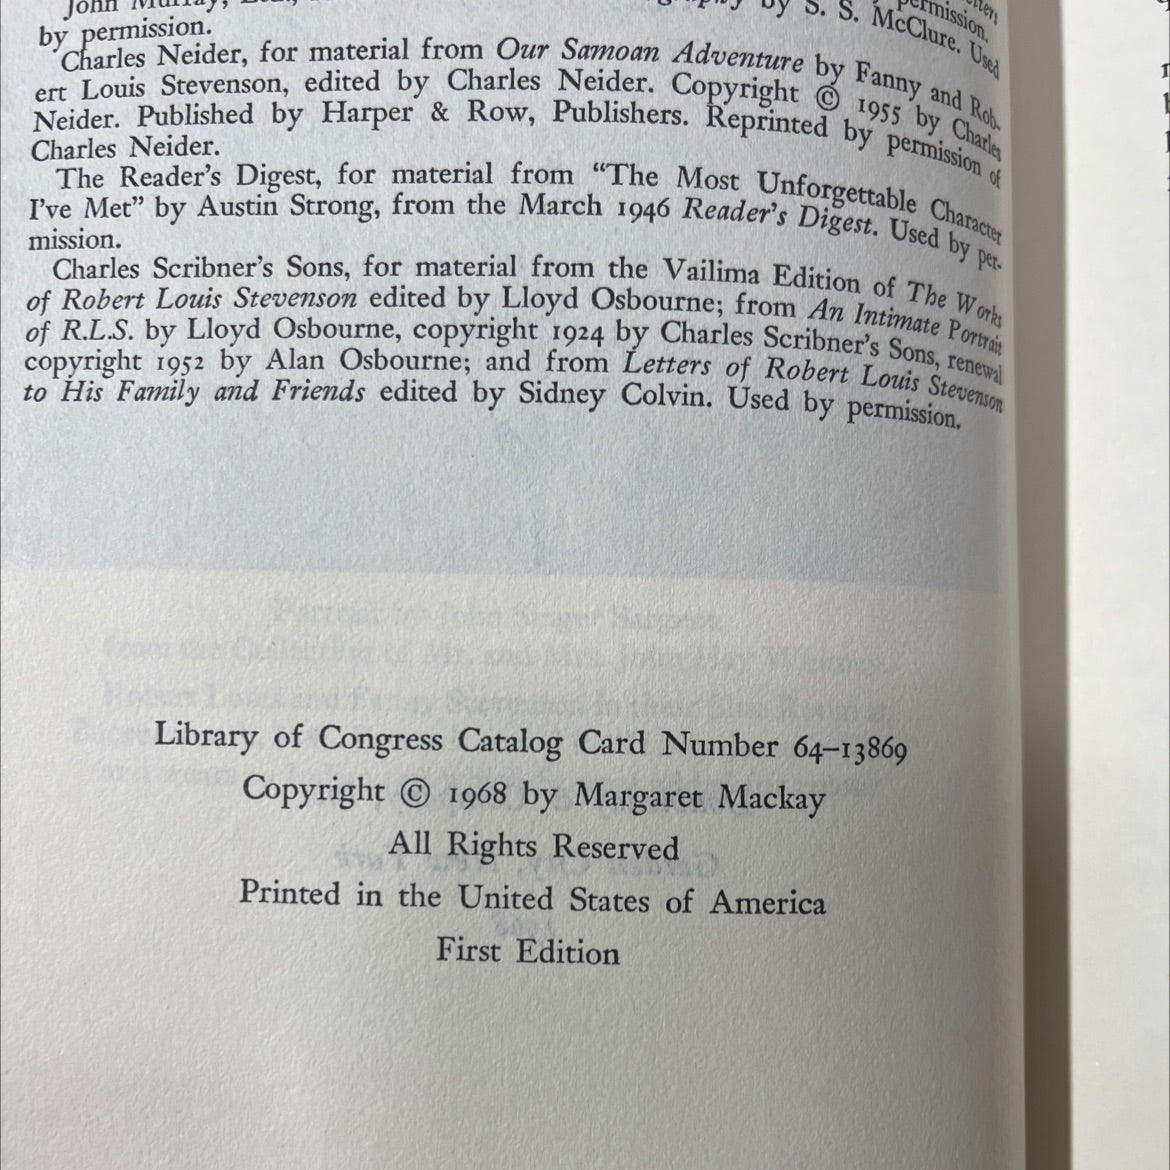 John Murray,
by S. S. McClure. Used
by permission.
Charles Neider, for material from Our Samoan Adventure by Fanny and Rob-
ert Louis Stevenson, edited by Charles Neider. Copyright © 1955 by Charles
Neider. Published by Harper & Row, Publishers. Reprinted by permission of
Charles Neider.
The Reader's Digest, for material from “The Most Unforgettable Character
I've Met” by Austin Strong, from the March 1946 Reader's Digest. Used by per-
mission.
Charles Scribner's Sons, for material from the Vailima Edition of The Works
of Robert Louis Stevenson edited by Lloyd Osbourne; from An Intimate Portrait
of R.L.S. by Lloyd Osbourne, copyright 1924 by Charles Scribner's Sons, renewal
copyright 1952 by Alan Osbourne; and from Letters of Robert Louis Stevenson
to His Family and Friends edited by Sidney Colvin. Used by permission.
Library of Congress Catalog Card Number 64–13869
Copyright © 1968 by Margaret Mackay
All Rights Reserved
Printed in the United States of America
First Edition